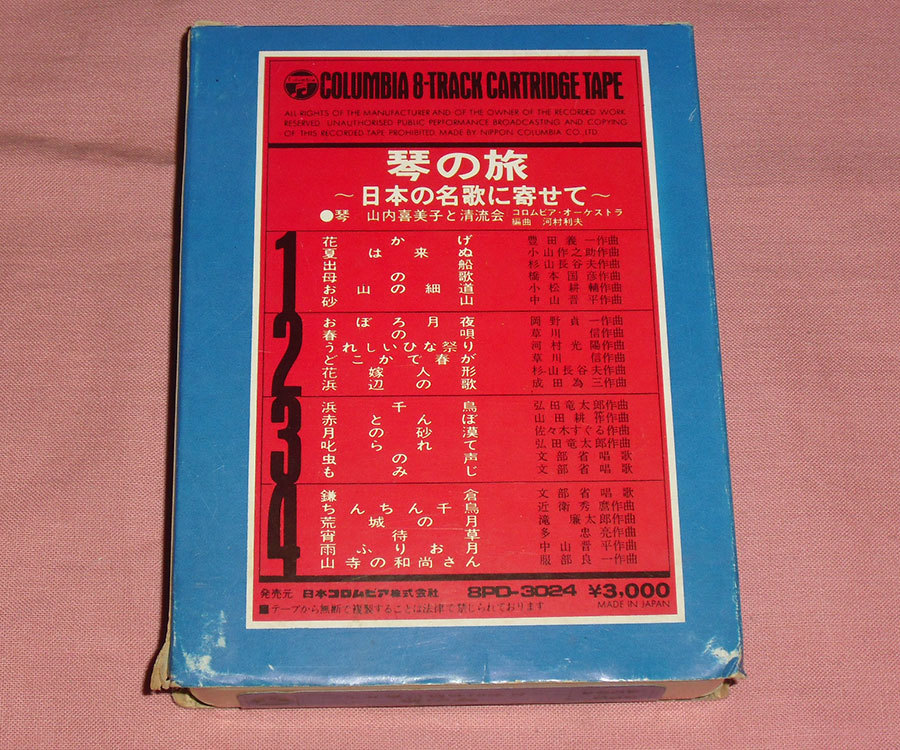 Columbia
COLUMBIA 8-TRACK CARTRIDGE TAPE
ALL RIGHTS OF THE MANUFACTURER AND OF THE OWNER OF THE RECORDED WORK
RESERVED UNAUTHORISED PUBLIC PERFORMANCE BROADCASTING AND COPYING
OF THIS RECORDED TAPE PROHIBITED MADE BY NIPPON COLUMBIA CO., LTD.
琴の旅
〜日本の名歌に寄せて〜
●琴 山内喜美子と清流会 コロムビア・オーケストラ
編曲 河村利夫
1
花かげ 豊田義一作曲
夏は来ぬ 小山作之助作曲
出船 杉山長谷夫作曲
母の歌 橋本国彦作曲
お山の細道 小松耕輔作曲
砂山 中山晋平作曲
2
おぼろ月夜 岡野貞一作曲
春の唄 草川信作曲
うれしいひな祭り 河村光陽作曲
どこかで春が 草川信作曲
花嫁人形 杉山長谷夫作曲
浜辺の歌 成田為三作曲
3
浜千鳥 弘田竜太郎作曲
赤とんぼ 山田耕筰作曲
月の砂漠 佐々木すぐる作曲
叱られて 弘田竜太郎作曲
虫の声 文部省唱歌
もみじ 文部省唱歌
4
鎌倉 文部省唱歌
ちんちん千鳥 近衛秀麿作曲
荒城の月 滝廉太郎作曲
宵待草 多忠亮作曲
雨ふりお月 中山晋平作曲
山寺の和尚さん 服部良一作曲
発売元 日本コロムビア株式会社 8PD-3024 ¥3,000
■テープから無断で複製することは法律で禁じられております MADE IN JAPAN